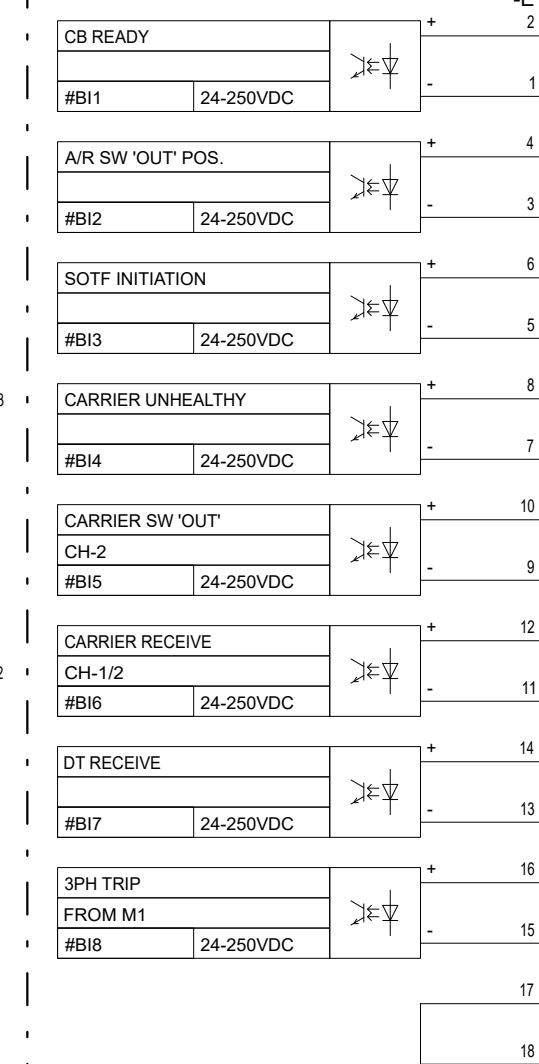 -E
+ 2
CB READY
- 1
#BI1 24-250VDC
+ 4
A/R SW 'OUT' POS.
- 3
#BI2 24-250VDC
+ 6
SOTF INITIATION
- 5
#BI3 24-250VDC
+ 8
CARRIER UNHEALTHY
- 7
#BI4 24-250VDC
+ 10
CARRIER SW 'OUT'
CH-2
- 9
#BI5 24-250VDC
+ 12
CARRIER RECEIVE
CH-1/2
- 11
#BI6 24-250VDC
+ 14
DT RECEIVE
- 13
#BI7 24-250VDC
+ 16
3PH TRIP
FROM M1
- 15
#BI8 24-250VDC
17
18